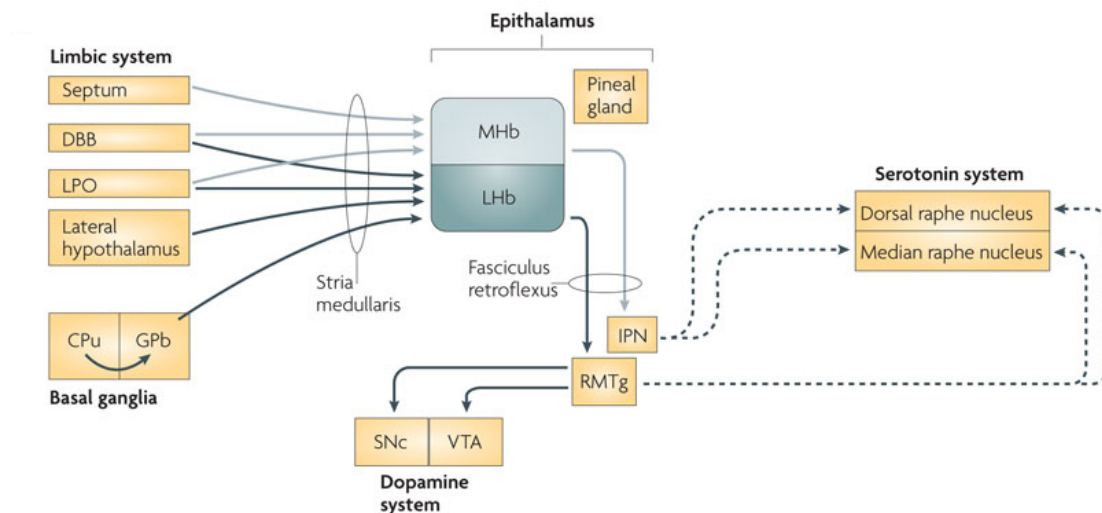 Epithalamus
Limbic system
Septum
DBB
LPO
Lateral
hypothalamus
Pineal
gland
MHb
LHb
Stria
medullaris
Fasciculus
retroflexus
Serotonin system
Dorsal raphe nucleus
Median raphe nucleus
CPu
GPb
Basal ganglia
IPN
RMTg
SNc
VTA
Dopamine
system